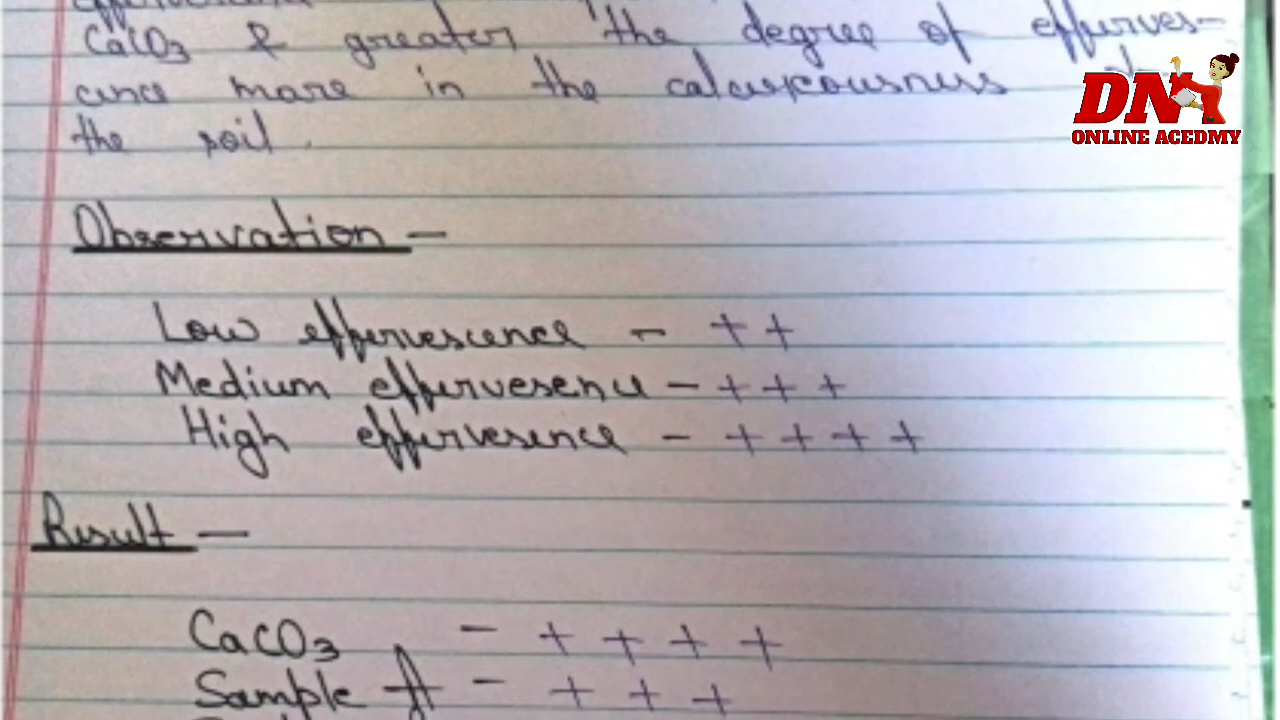 CaCO3 & greater the degree of efferves-
cence more in the calcareousness
the soil.
DN
ONLINE ACEDMY
Observation -
Low effervescence - + +
Medium effervesence - + + +
High effervesence - + + + +
Result -
CaCO3 - + + + +
Sample A - + + +